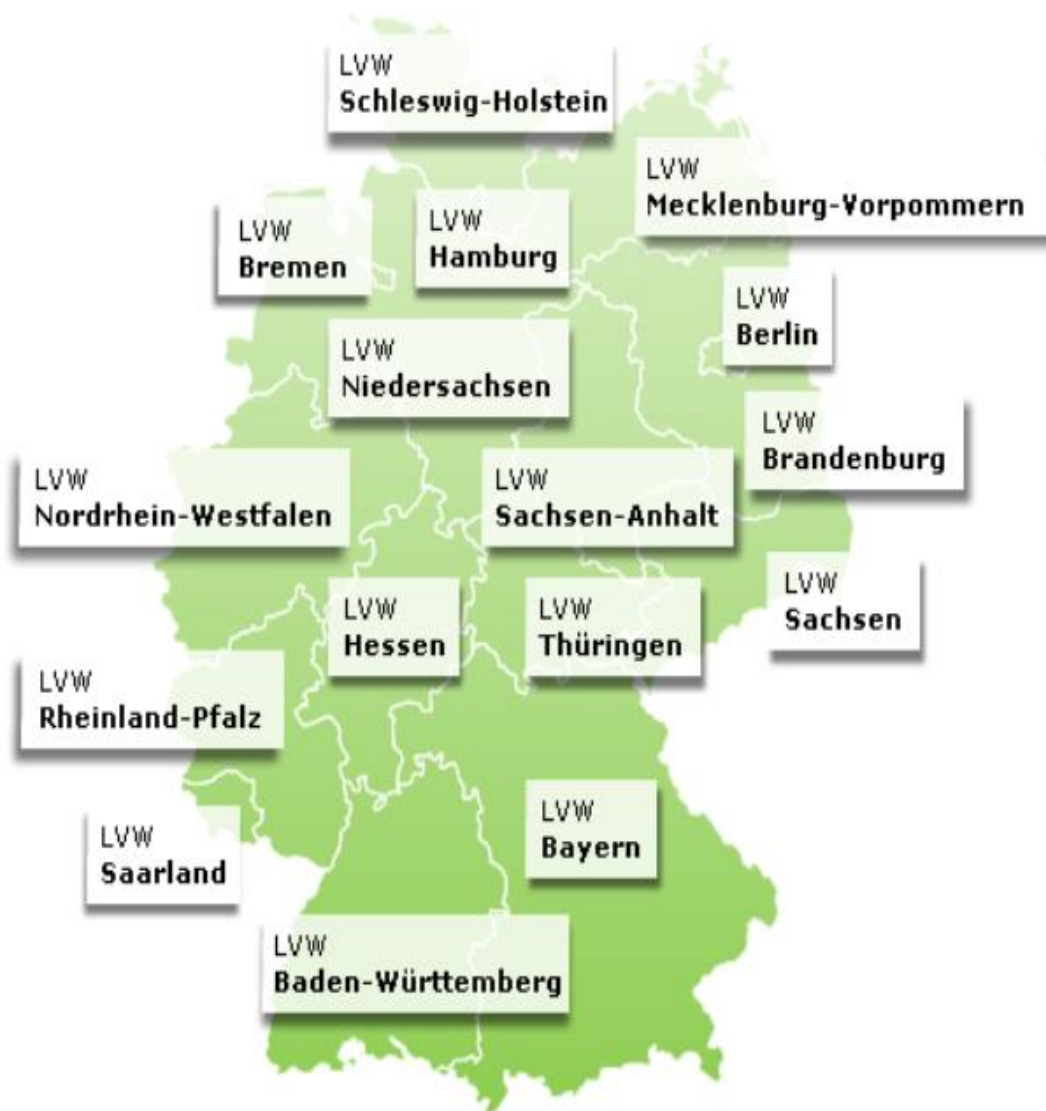 LVW
Schleswig-Holstein
LVW
Mecklenburg-Vorpommern
LVW
Bremen
LVW
Hamburg
LVW
Berlin
LVW
Niedersachsen
LVW
Brandenburg
LVW
Nordrhein-Westfalen
LVW
Sachsen-Anhalt
LVW
Sachsen
LVW
Hessen
LVW
Thüringen
LVW
Rheinland-Pfalz
LVW
Bayern
LVW
Saarland
LVW
Baden-Württemberg